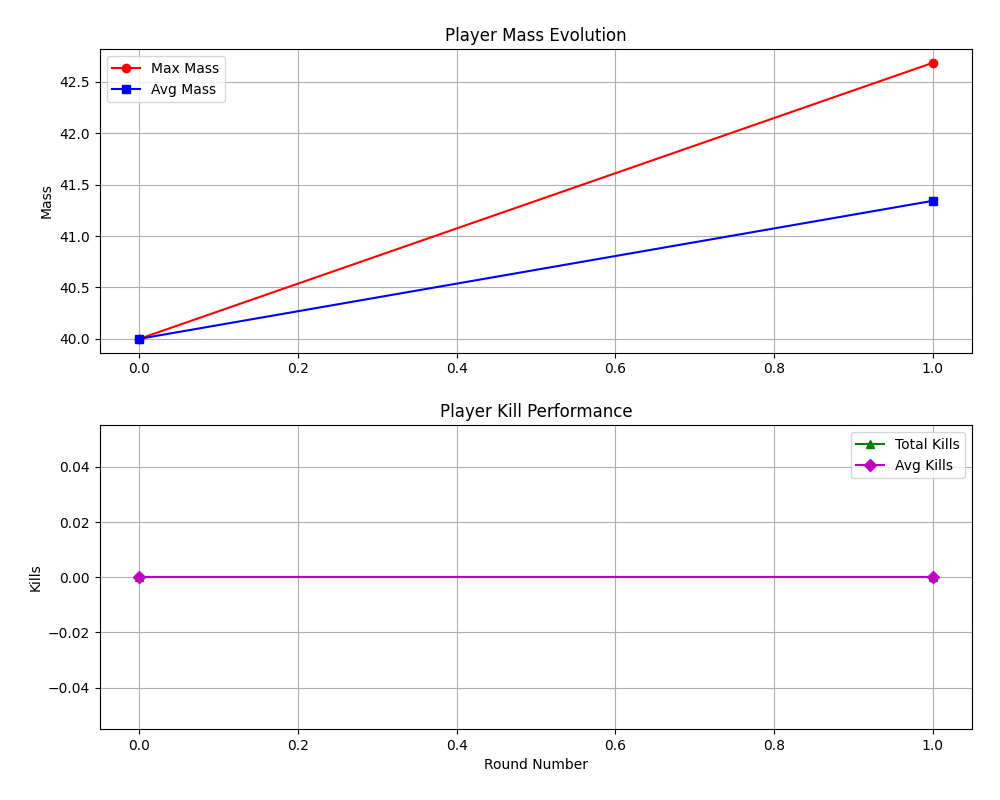 Player Mass Evolution
Max Mass
Avg Mass
Mass
42.5
42.0
41.5
41.0
40.5
40.0
0.0 0.2 0.4 0.6 0.8 1.0
Player Kill Performance
Total Kills
Avg Kills
Kills
0.04
0.02
0.00
−0.02
−0.04
0.0 0.2 0.4 0.6 0.8 1.0
Round Number